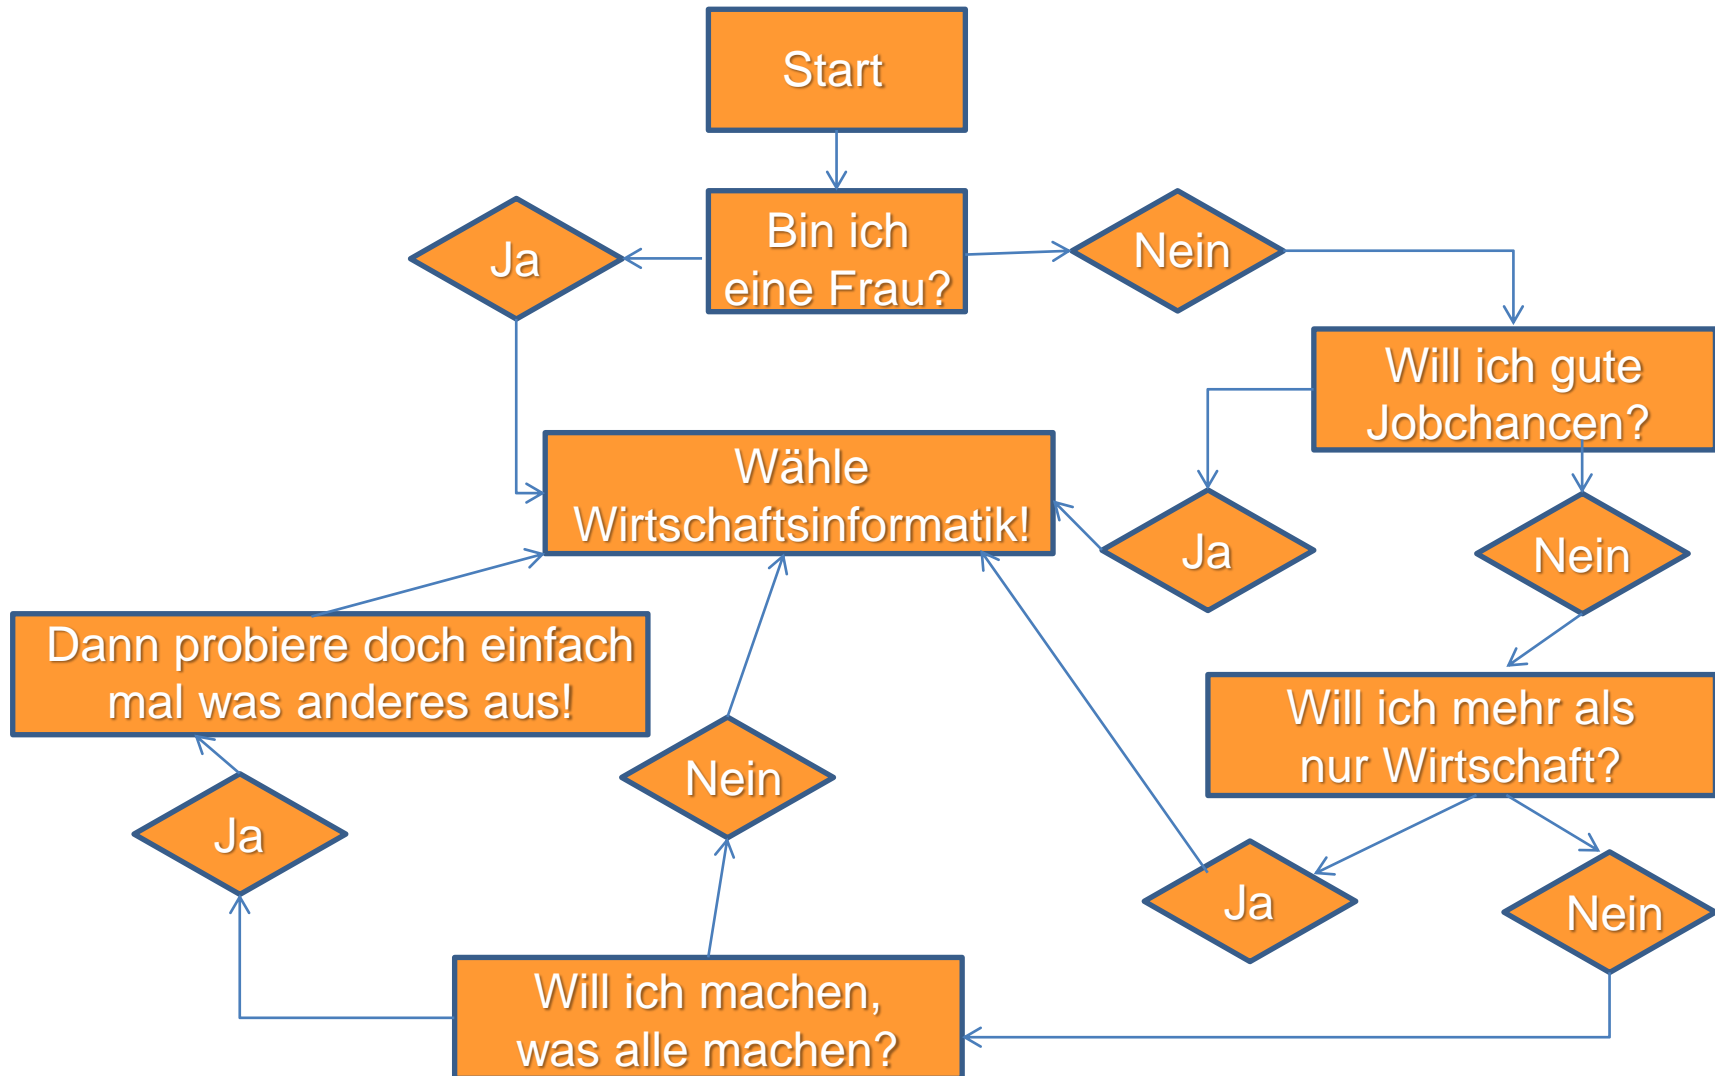 Start
Bin ich
eine Frau?
Ja
Nein
Will ich gute
Jobchancen?
Wähle
Wirtschaftsinformatik!
Ja
Nein
Dann probiere doch einfach
mal was anderes aus!
Will ich mehr als
nur Wirtschaft?
Nein
Ja
Ja
Nein
Will ich machen,
was alle machen?